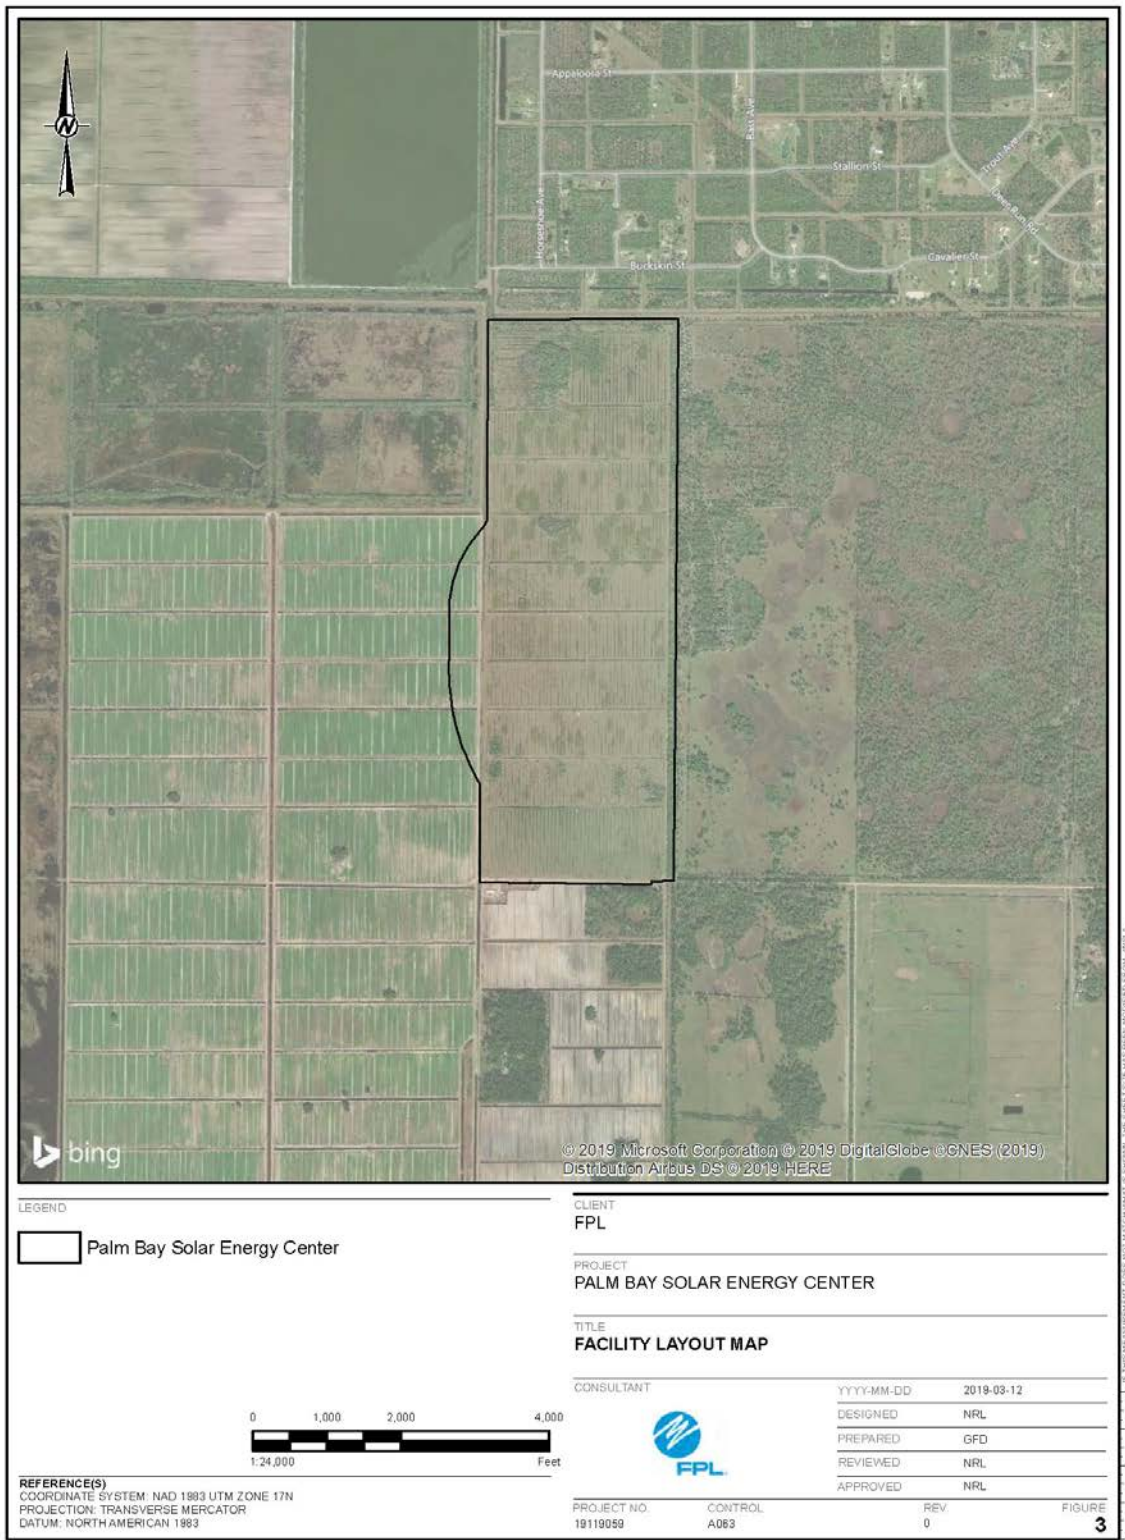 N
Appaloosa St
Bass Ave
Trout Ave
Stallion St
Horseshoe Ave
Deer Run Rd
Buckskin St
Cavalier St
bing
© 2019 Microsoft Corporation © 2019 DigitalGlobe ©CNES (2019)
Distribution Airbus DS © 2019 HERE
LEGEND
Palm Bay Solar Energy Center
0 1,000 2,000 4,000
1:24,000 Feet
REFERENCE(S)
COORDINATE SYSTEM: NAD 1983 UTM ZONE 17N
PROJECTION: TRANSVERSE MERCATOR
DATUM: NORTH AMERICAN 1983
CLIENT
FPL
PROJECT
PALM BAY SOLAR ENERGY CENTER
TITLE
FACILITY LAYOUT MAP
CONSULTANT
FPL
YYYY-MM-DD 2019-03-12
DESIGNED NRL
PREPARED GFD
REVIEWED NRL
APPROVED NRL
PROJECT NO. CONTROL REV. FIGURE
19119059 A063 0 3